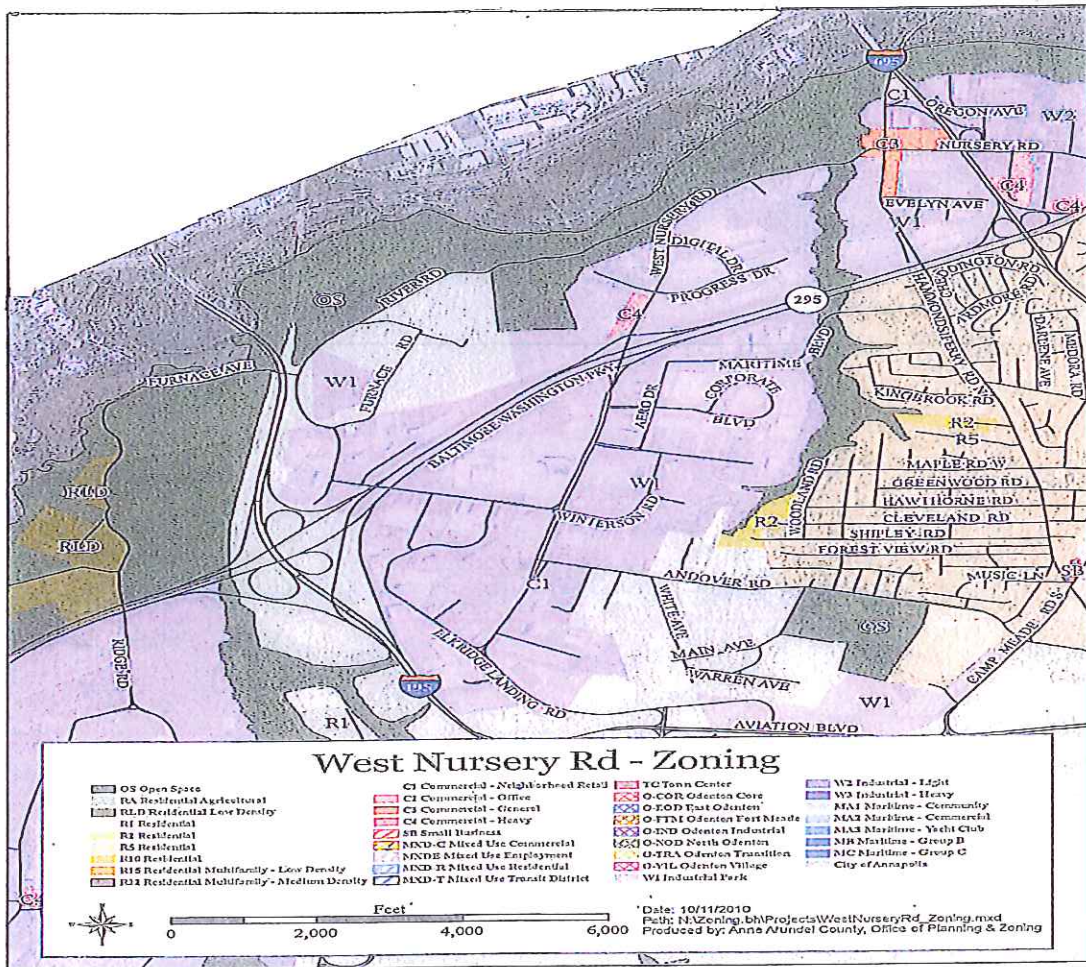 695
C1
OREGON AVE
W2
C3
NURSERY RD
C4
EVELYN AVE
C4
W1
WEST NURSERY RD
DIGITAL DR
PROGRESS DR
OS
RIVER RD
C4
295
HAMMONDSFERRY RD N
ARDMORE RD
DARLENE AVE
MEDORA RD
FURNACE AVE
W1
FURNACE RD
BALTIMORE-WASHINGTON PKY
MARITIME BLVD
AERO DR
CORPORATE BLVD
KINGBROOK RD
R2
R5
MAPLE RD W
GREENWOOD RD
HAWTHORNE RD
CLEVELAND RD
SHIPLEY RD
FOREST VIEW RD
WOODLAND RD
W1
WINTERSON RD
R2
RLD
RLD
C1
ANDOVER RD
MUSIC LN
SB
WHITE AVE
OS
MAIN AVE
WARREN AVE
CAMP MEADE RD S
RIDGE RD
ELKRIDGE LANDING RD
195
R1
W1
AVIATION BLVD
West Nursery Rd - Zoning
OS Open Space
RA Residential Agricultural
RLD Residential Low Density
R1 Residential
R2 Residential
R5 Residential
R10 Residential
R15 Residential Multifamily - Low Density
R22 Residential Multifamily - Medium Density
C1 Commercial - Neighborhood Retail
C2 Commercial - Office
C3 Commercial - General
C4 Commercial - Heavy
SB Small Business
MXD-C Mixed Use Commercial
MXDE Mixed Use Employment
MXD-R Mixed Use Residential
MXD-T Mixed Use Transit District
TC Town Center
O-COR Odenton Core
O-EOD East Odenton
O-FTM Odenton Fort Meade
O-IND Odenton Industrial
O-NOD North Odenton
O-TRA Odenton Transition
O-VIL Odenton Village
W1 Industrial Park
W2 Industrial - Light
W3 Industrial - Heavy
MA1 Maritime - Community
MA2 Maritime - Commercial
MA3 Maritime - Yacht Club
MB Maritime - Group B
MC Maritime - Group C
City of Annapolis
Feet
0 2,000 4,000 6,000
Date: 10/11/2010
Path: N:\Zoning.bh\Projects\WestNurseryRd_Zoning.mxd
Produced by: Anne Arundel County, Office of Planning & Zoning